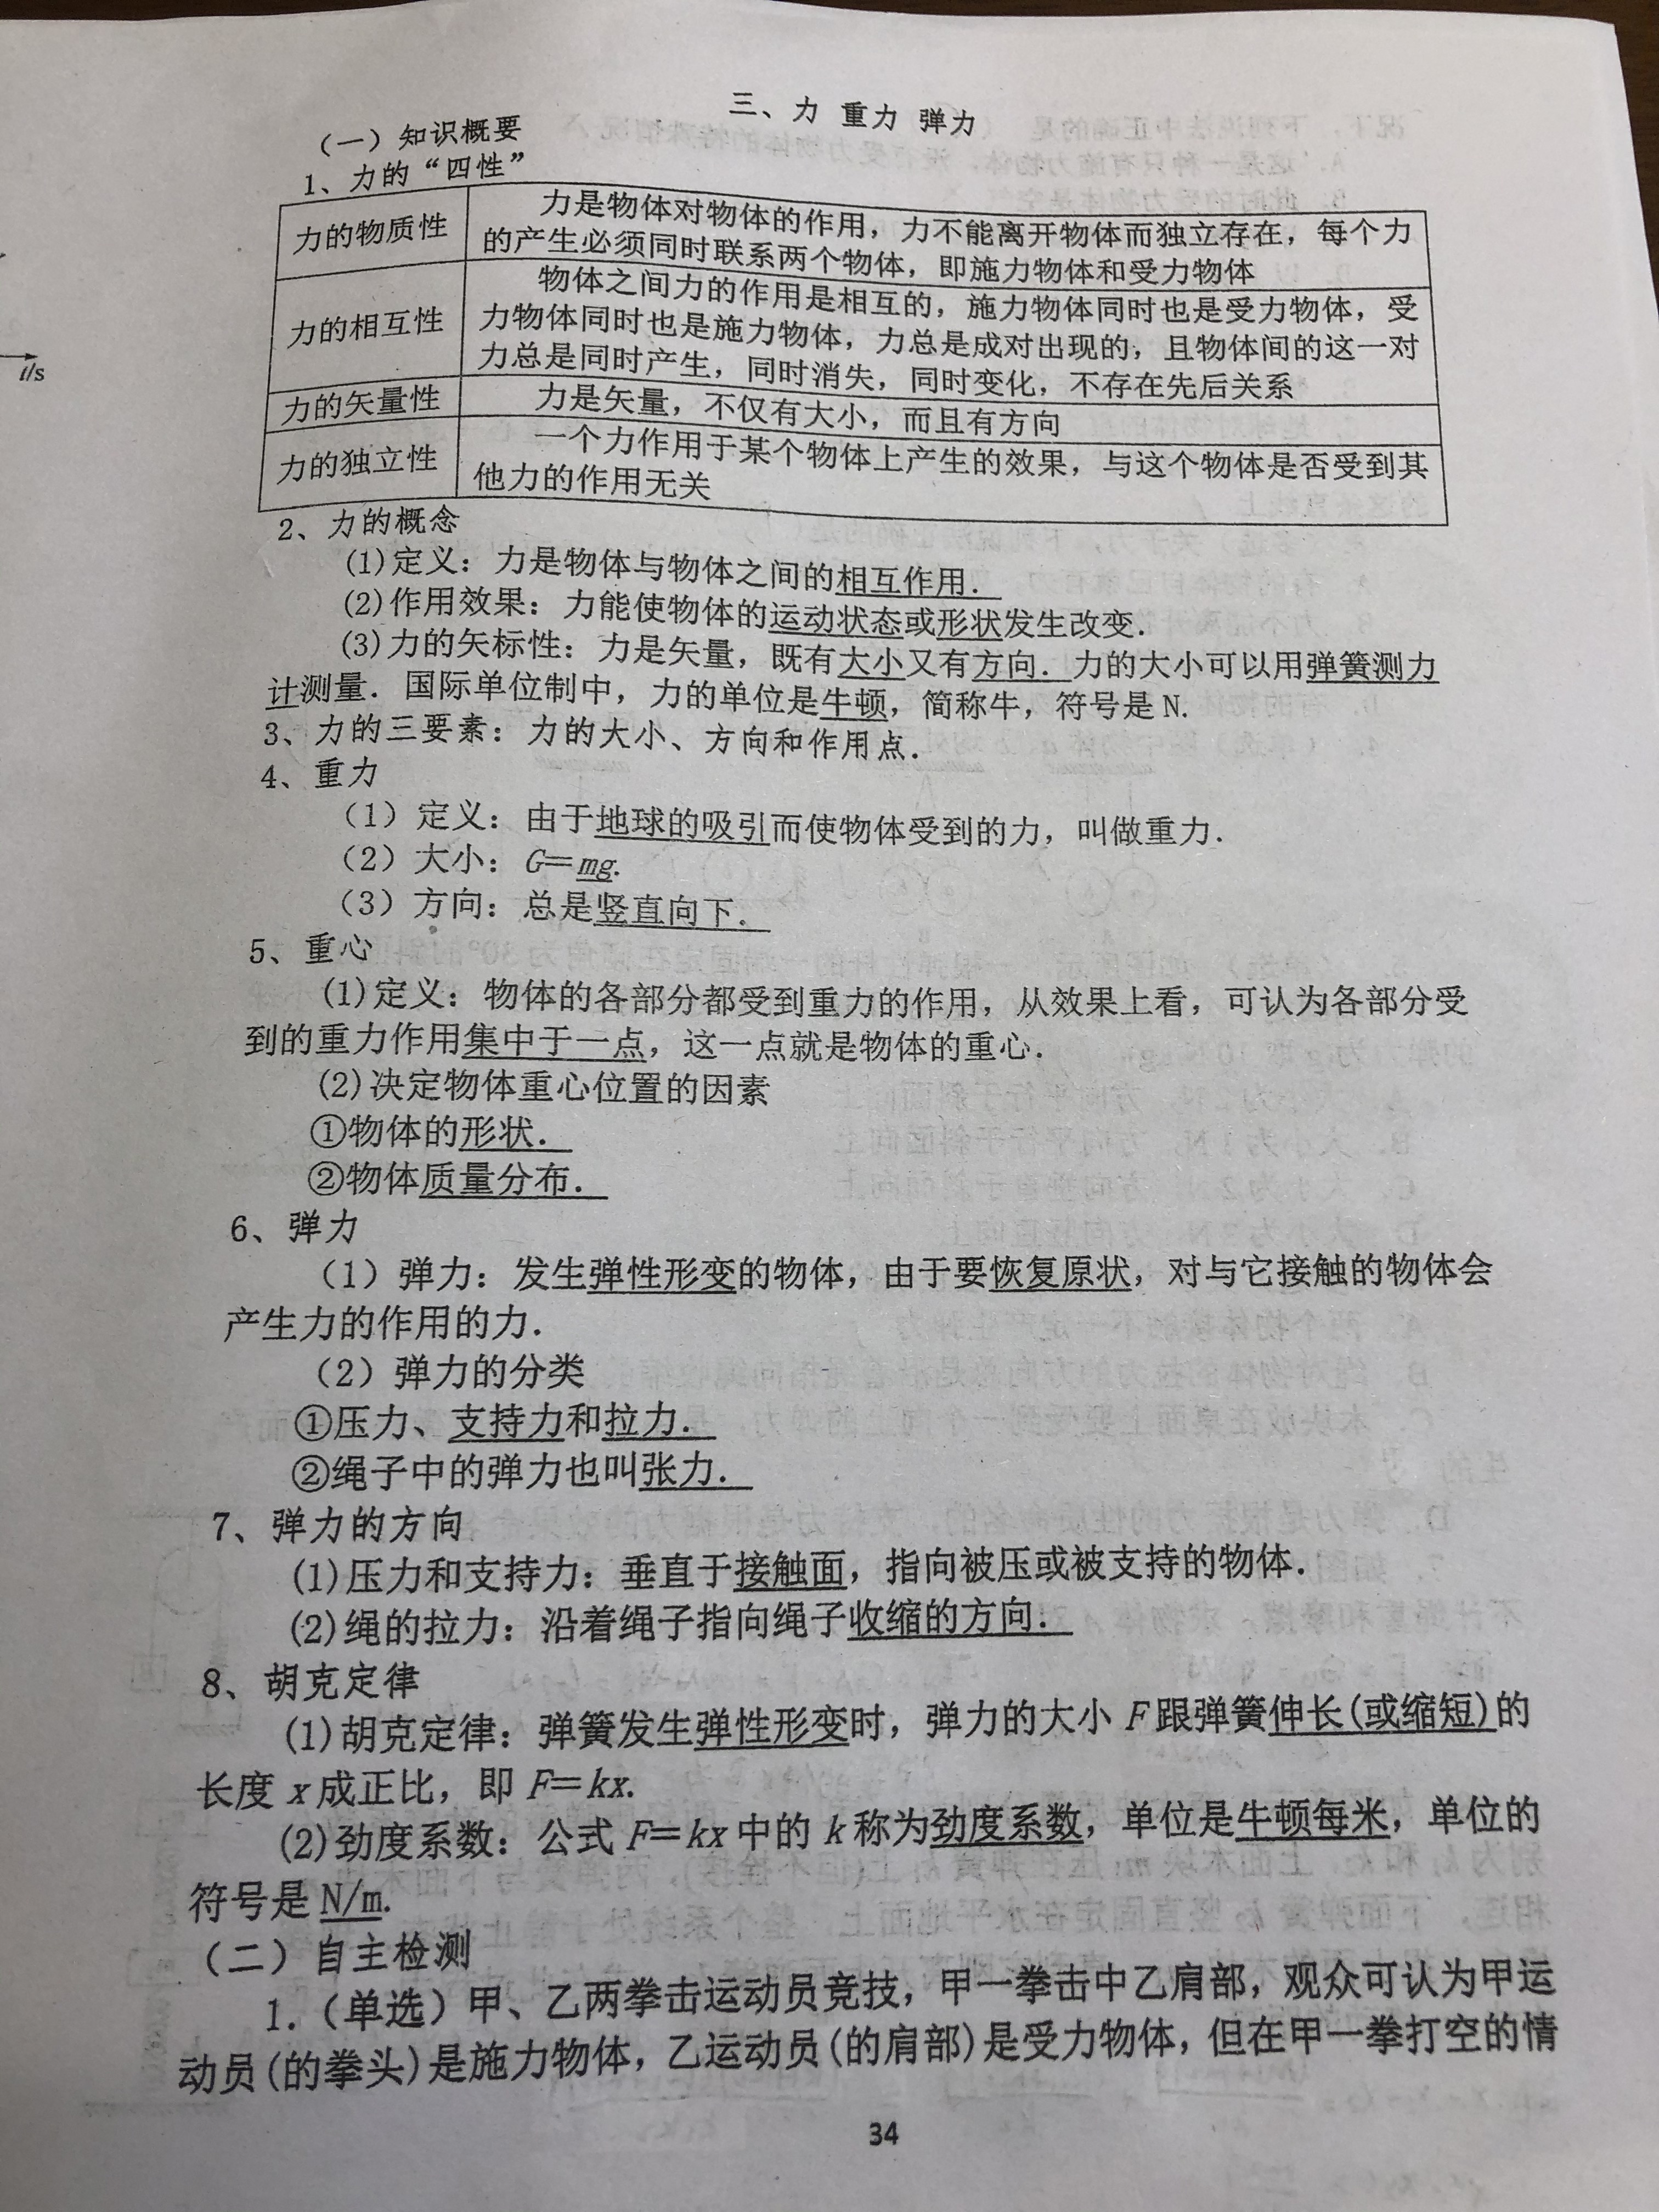 三、力 重力 弹力
（一）知识概要
1、力的“四性”
力的物质性
力是物体对物体的作用，力不能离开物体而独立存在，每个力
的产生必须同时联系两个物体，即施力物体和受力物体
力的相互性
物体之间力的作用是相互的，施力物体同时也是受力物体，受
力物体同时也是施力物体，力总是成对出现的，且物体间的这一对
力总是同时产生，同时消失，同时变化，不存在先后关系
力的矢量性
力是矢量，不仅有大小，而且有方向
力的独立性
一个力作用于某个物体上产生的效果，与这个物体是否受到其
他力的作用无关
2、力的概念
(1)定义：力是物体与物体之间的相互作用．
(2)作用效果：力能使物体的运动状态或形状发生改变．
(3)力的矢标性：力是矢量，既有大小又有方向．力的大小可以用弹簧测力
计测量．国际单位制中，力的单位是牛顿，简称牛，符号是 N.
3、力的三要素：力的大小、方向和作用点．
4、重力
（1）定义：由于地球的吸引而使物体受到的力，叫做重力．
（2）大小：G=mg.
（3）方向：总是竖直向下．
5、重心
(1)定义：物体的各部分都受到重力的作用，从效果上看，可认为各部分受
到的重力作用集中于一点，这一点就是物体的重心．
(2)决定物体重心位置的因素
①物体的形状．
②物体质量分布．
6、弹力
（1）弹力：发生弹性形变的物体，由于要恢复原状，对与它接触的物体会
产生力的作用的力．
（2）弹力的分类
①压力、支持力和拉力．
②绳子中的弹力也叫张力．
7、弹力的方向
(1)压力和支持力：垂直于接触面，指向被压或被支持的物体．
(2)绳的拉力：沿着绳子指向绳子收缩的方向．
8、胡克定律
(1)胡克定律：弹簧发生弹性形变时，弹力的大小 F 跟弹簧伸长(或缩短)的
长度 x 成正比，即 F=kx.
(2)劲度系数：公式 F=kx 中的 k 称为劲度系数，单位是牛顿每米，单位的
符号是 N/m.
（二）自主检测
1.（单选）甲、乙两拳击运动员竞技，甲一拳击中乙肩部，观众可认为甲运
动员(的拳头)是施力物体，乙运动员(的肩部)是受力物体，但在甲一拳打空的情
34
t/s